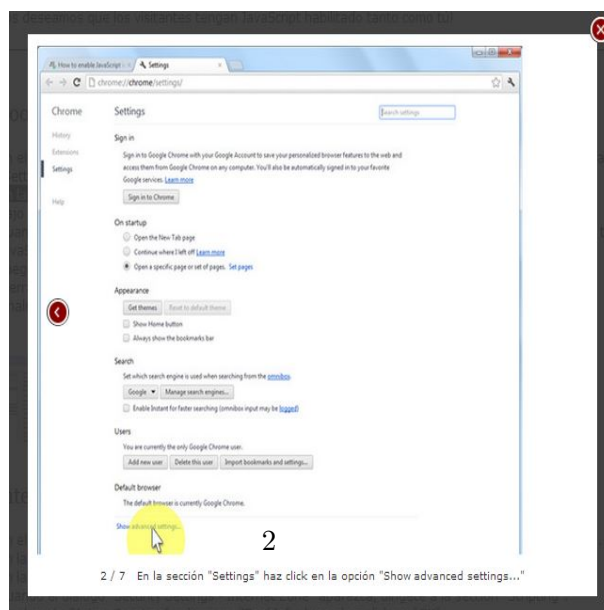 s deseamos que los visitantes tengan JavaScript habilitado tanto como tú!
How to enable JavaScript
Settings
chrome://chrome/settings/
Chrome
Settings
Search settings
History
Extensions
Settings
Help
Sign in
Sign in to Google Chrome with your Google Account to save your personalized browser features to the web and
access them from Google Chrome on any computer. You'll also be automatically signed in to your favorite
Google services. Learn more
Sign in to Chrome
On startup
Open the New Tab page
Continue where I left off Learn more
Open a specific page or set of pages. Set pages
Appearance
Get themes Reset to default theme
Show Home button
Always show the bookmarks bar
Search
Set which search engine is used when searching from the omnibox.
Google Manage search engines...
Enable Instant for faster searching (omnibox input may be logged)
Users
You are currently the only Google Chrome user.
Add new user Delete this user Import bookmarks and settings...
Default browser
The default browser is currently Google Chrome.
Show advanced settings...
2
2 / 7 En la sección "Settings" haz click en la opción "Show advanced settings..."